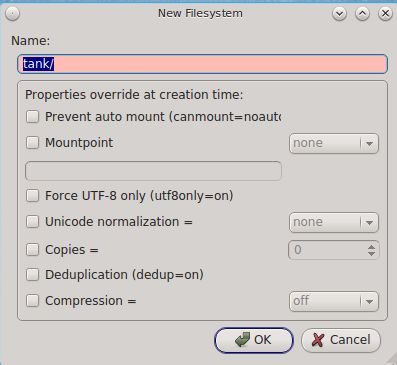 New Filesystem
Name:
tank/
Properties override at creation time:
Prevent auto mount (canmount=noauto
Mountpoint none
Force UTF-8 only (utf8only=on)
Unicode normalization = none
Copies = 0
Deduplication (dedup=on)
Compression = off
OK Cancel